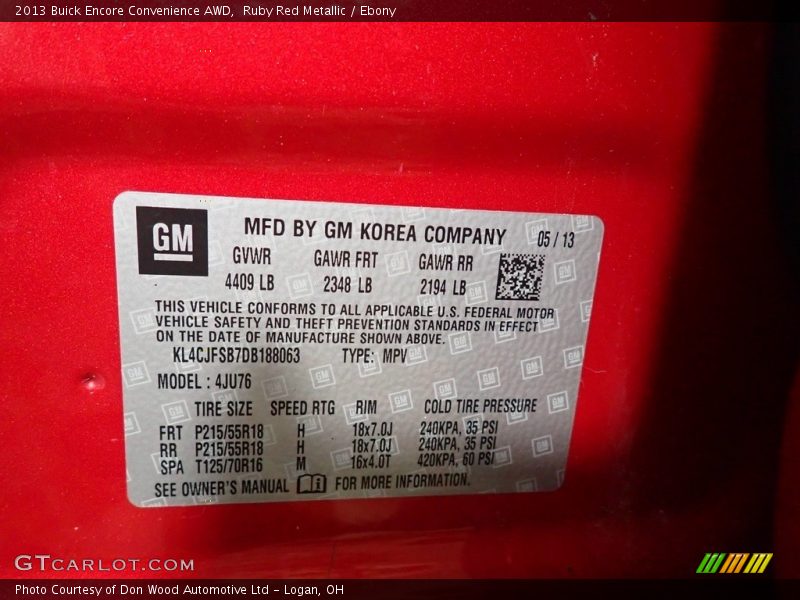 2013 Buick Encore Convenience AWD,  Ruby Red Metallic / Ebony
GM
MFD BY GM KOREA COMPANY 05 / 13
GVWR GAWR FRT GAWR RR
4409 LB 2348 LB 2194 LB
THIS VEHICLE CONFORMS TO ALL APPLICABLE U.S. FEDERAL MOTOR
VEHICLE SAFETY AND THEFT PREVENTION STANDARDS IN EFFECT
ON THE DATE OF MANUFACTURE SHOWN ABOVE.
KL4CJFSB7DB188063 TYPE: MPV
MODEL : 4JU76
TIRE SIZE SPEED RTG RIM COLD TIRE PRESSURE
FRT P215/55R18 H 18x7.0J 240KPA, 35 PSI
RR P215/55R18 H 18x7.0J 240KPA, 35 PSI
SPA T125/70R16 M 16x4.0T 420KPA, 60 PSI
SEE OWNER'S MANUAL FOR MORE INFORMATION.
GTCARLOT.COM
Photo Courtesy of Don Wood Automotive Ltd - Logan, OH